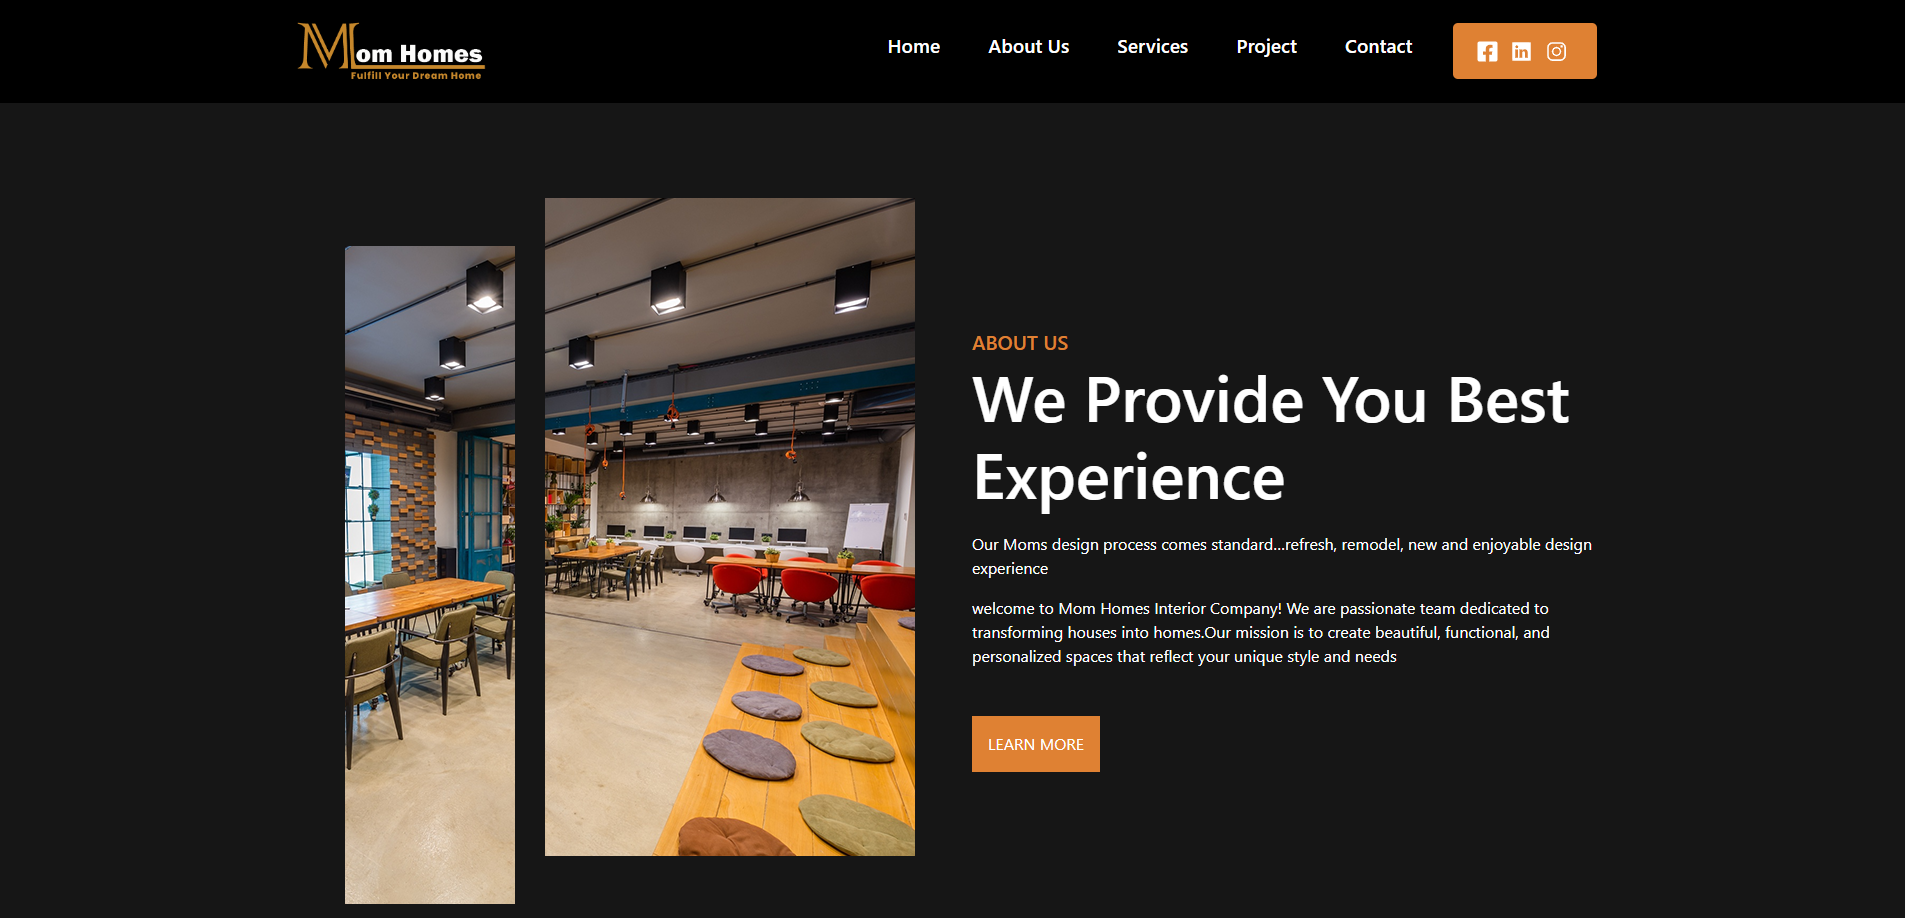 Mom Homes
Fulfill Your Dream Home
Home About Us Services Project Contact
ABOUT US
We Provide You Best
Experience
Our Moms design process comes standard...refresh, remodel, new and enjoyable design
experience
welcome to Mom Homes Interior Company! We are passionate team dedicated to
transforming houses into homes.Our mission is to create beautiful, functional, and
personalized spaces that reflect your unique style and needs
LEARN MORE